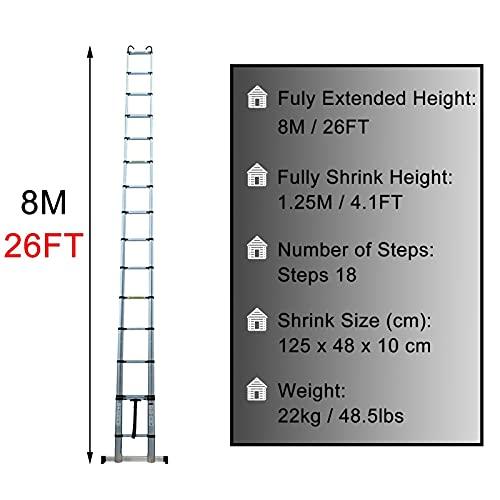 8M
26FT
Fuly Extended Height:
8M / 26FT
Fully Shrink Height:
1.25M / 4.1FT
Number of Steps:
Steps 18
Shrink Size (cm):
125 x 48 x 10 cm
Weight:
22kg / 48.5lbs